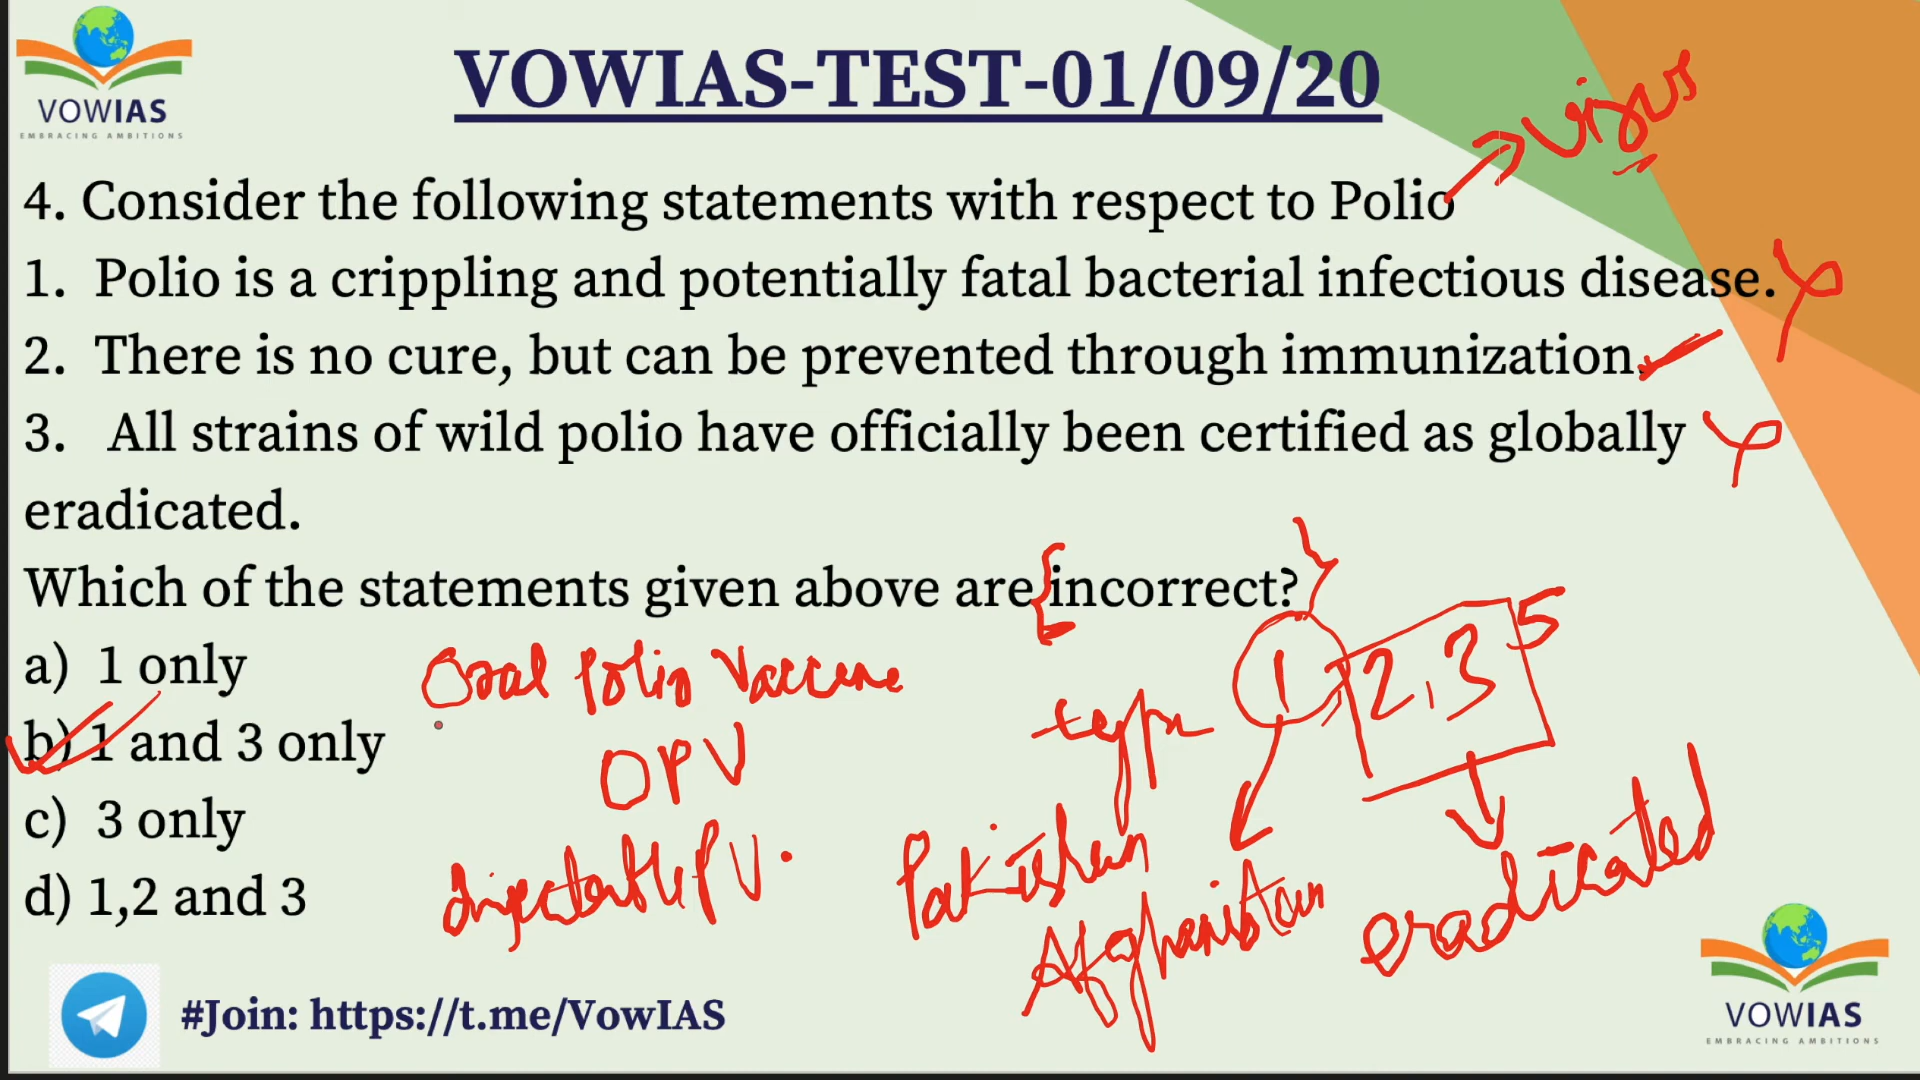 VOWIAS
EMBRACING AMBITIONS
VOWIAS-TEST-01/09/20
virus
4. Consider the following statements with respect to Polio
1. Polio is a crippling and potentially fatal bacterial infectious disease.
2. There is no cure, but can be prevented through immunization.
3. All strains of wild polio have officially been certified as globally
eradicated.
Which of the statements given above are incorrect?
a) 1 only
Oral Polio Vaccine
type 1, 2, 3
b) 1 and 3 only
OPV
c) 3 only
Pakistan
eradicated
d) 1,2 and 3
Injectable PV.
Afghanistan
#Join: https://t.me/VowIAS
VOWIAS
EMBRACING AMBITIONS